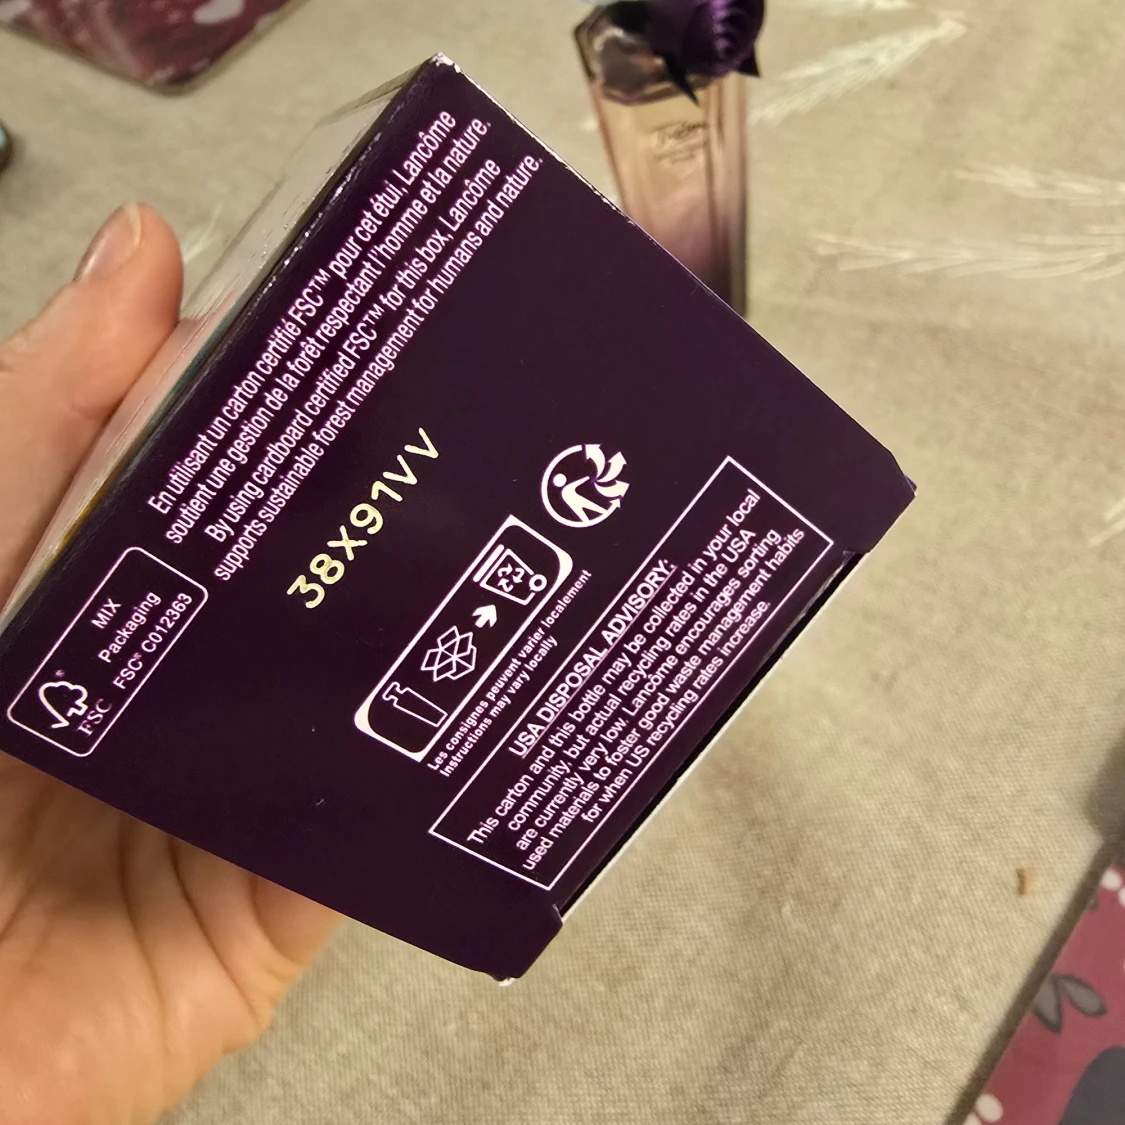 En utilisant un carton certifié FSC™ pour cet étui, Lancôme
soutient une gestion de la forêt respectant l'homme et la nature.
By using cardboard certified FSC™ for this box, Lancôme
supports sustainable forest management for humans and nature.
FSC
MIX
Packaging
FSC® C012363
38X91VV
Les consignes peuvent varier localement
Instructions may vary locally
USA DISPOSAL ADVISORY:
This carton and this bottle may be collected in your local
community, but actual recycling rates in the USA
are currently very low. Lancôme encourages sorting
used materials to foster good waste management habits
for when US recycling rates increase.